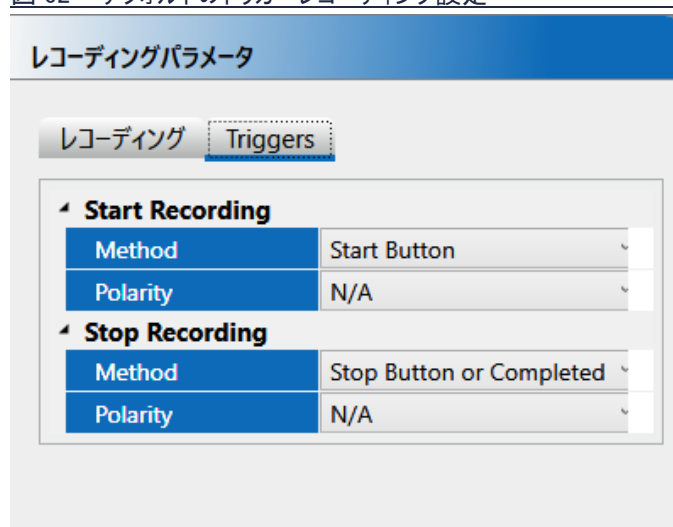 レコーディングパラメータ
レコーディング Triggers
Start Recording
Method Start Button
Polarity N/A
Stop Recording
Method Stop Button or Completed
Polarity N/A